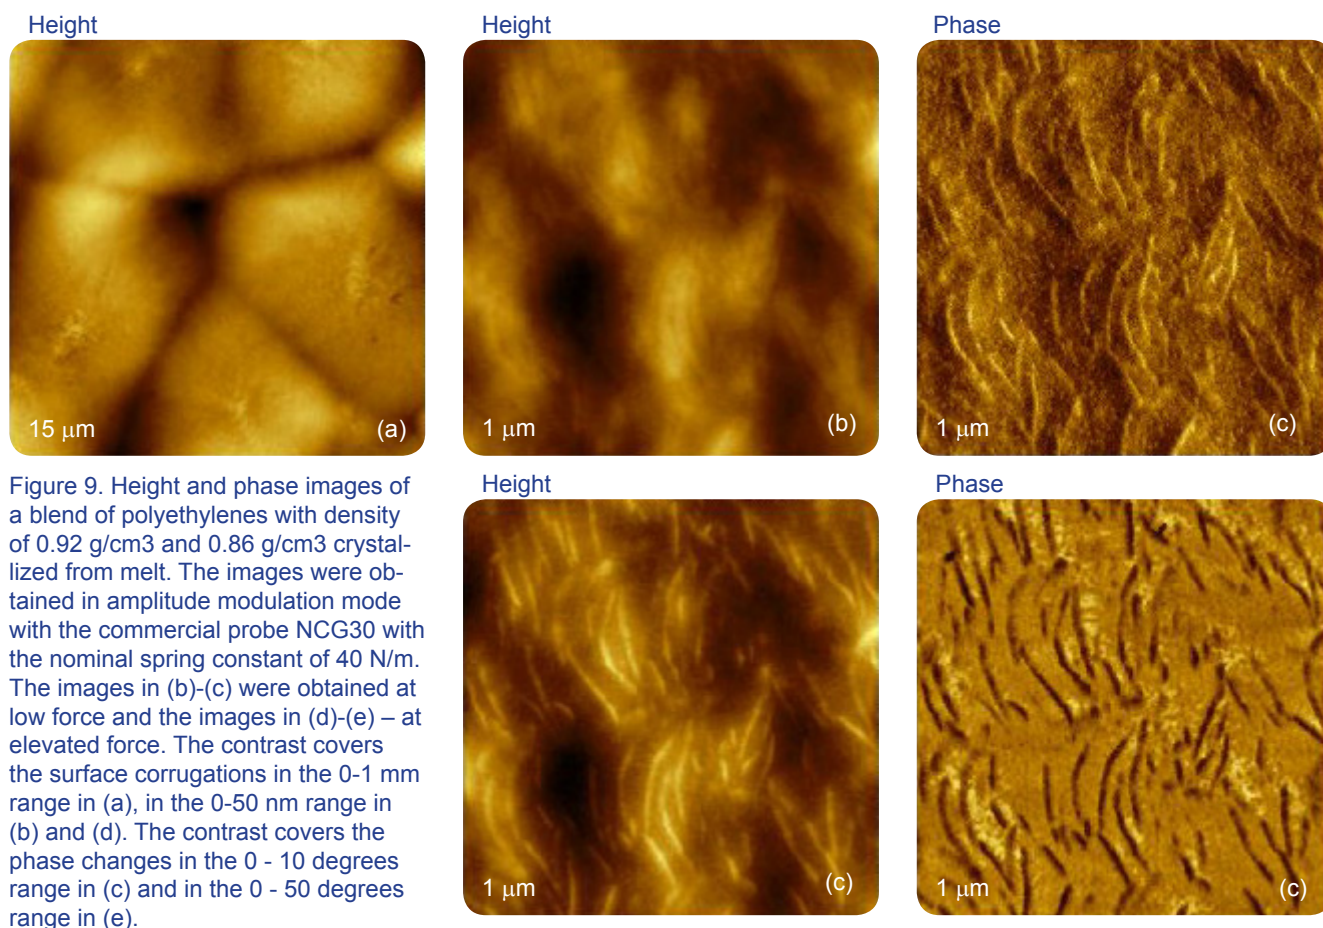 Height
Height
Phase
15 μm
(a)
1 μm
(b)
1 μm
(c)
Figure 9. Height and phase images of
a blend of polyethylenes with density
of 0.92 g/cm3 and 0.86 g/cm3 crystal-
lized from melt. The images were ob-
tained in amplitude modulation mode
with the commercial probe NCG30 with
the nominal spring constant of 40 N/m.
The images in (b)-(c) were obtained at
low force and the images in (d)-(e) – at
elevated force. The contrast covers
the surface corrugations in the 0-1 mm
range in (a), in the 0-50 nm range in
(b) and (d). The contrast covers the
phase changes in the 0 - 10 degrees
range in (c) and in the 0 - 50 degrees
range in (e).
Height
Phase
1 μm
(c)
1 μm
(c)